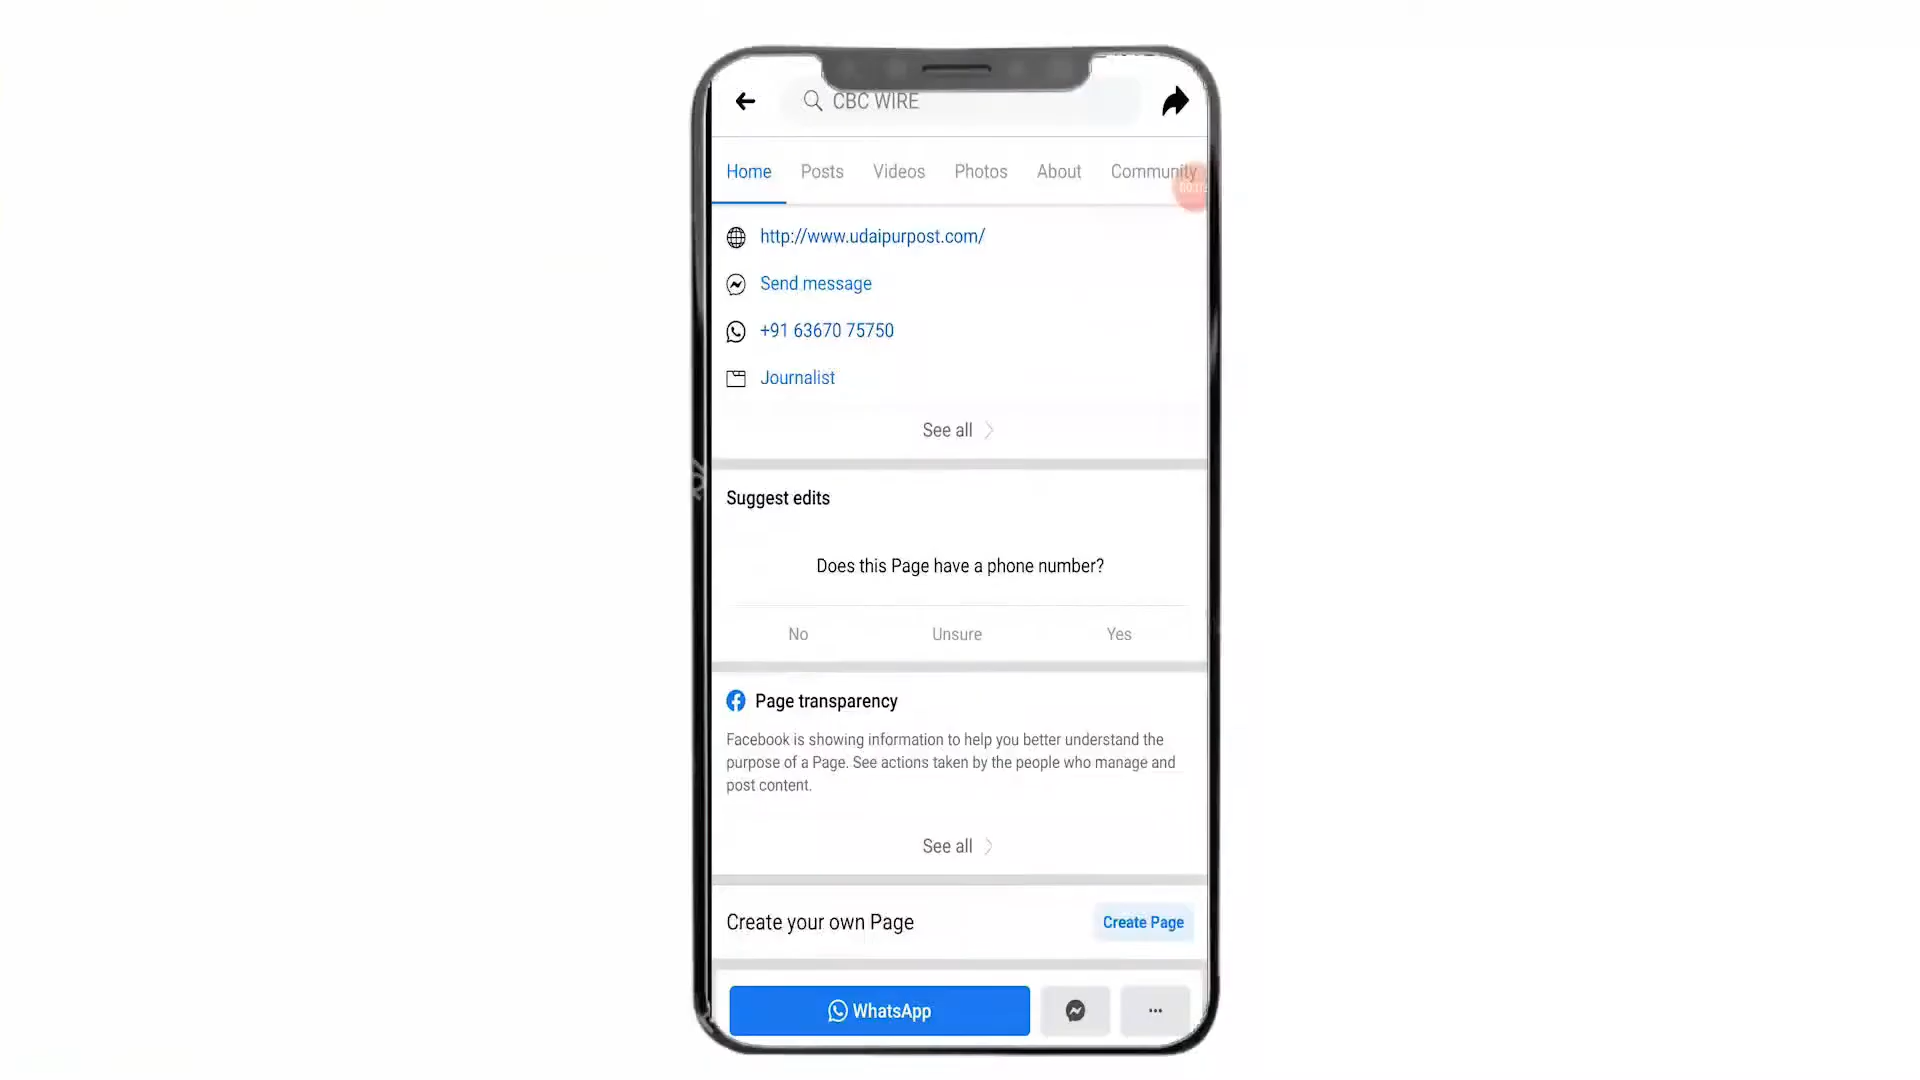 CBC WIRE
Home Posts Videos Photos About Community
http://www.udaipurpost.com/
Send message
+91 63670 75750
Journalist
See all
Suggest edits
Does this Page have a phone number?
No Unsure Yes
Page transparency
Facebook is showing information to help you better understand the
purpose of a Page. See actions taken by the people who manage and
post content.
See all
Create your own Page Create Page
WhatsApp